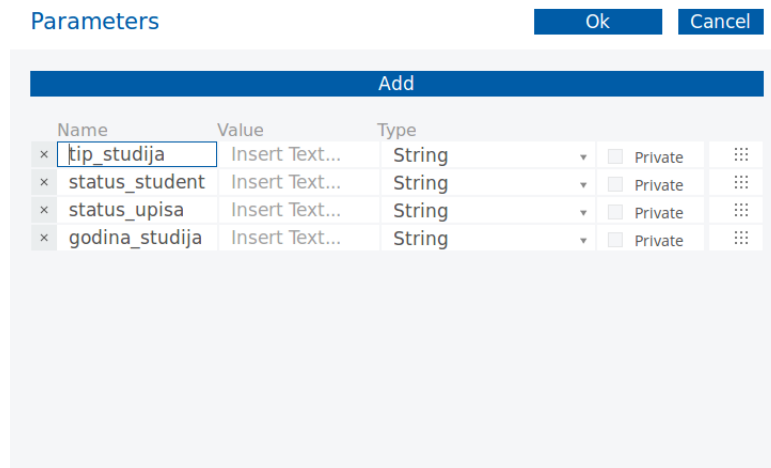 Parameters Ok Cancel
Add
Name Value Type
× tip_studija Insert Text... String Private
× status_student Insert Text... String Private
× status_upisa Insert Text... String Private
× godina_studija Insert Text... String Private